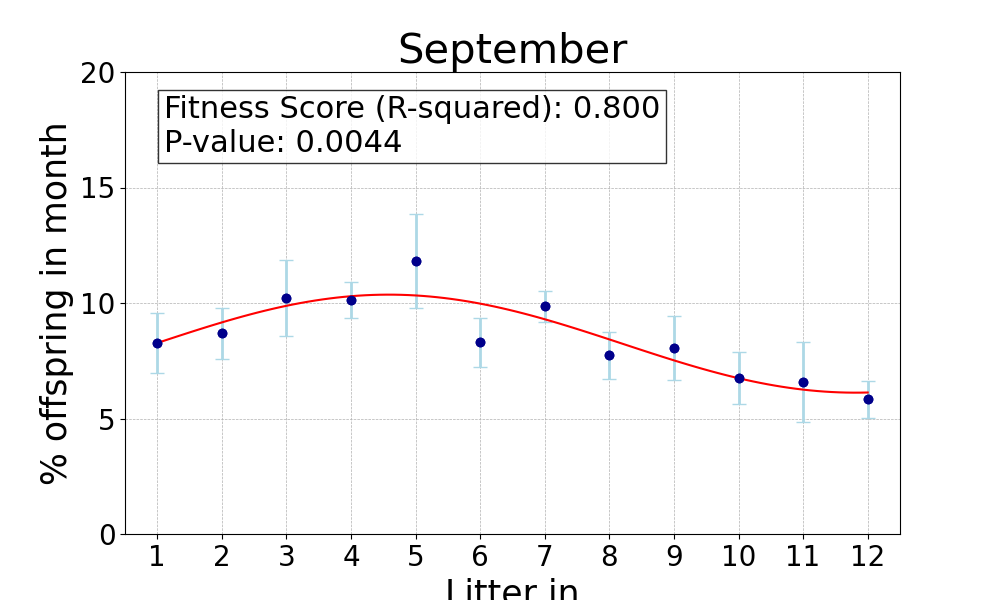 September
Fitness Score (R-squared): 0.800
P-value: 0.0044
% offspring in month
20
15
10
5
0
1 2 3 4 5 6 7 8 9 10 11 12
Litter in